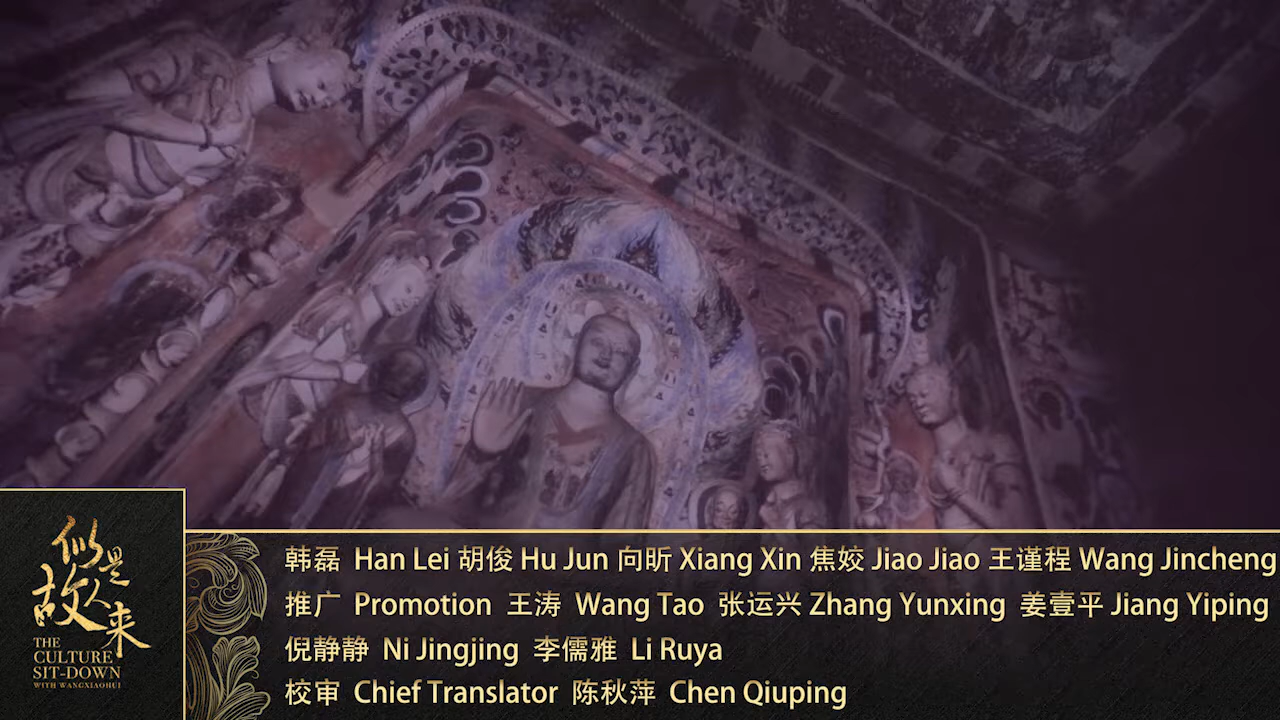 似是故人来
THE
CULTURE
SIT-DOWN
WITH WANGXIAOHUI
韩磊 Han Lei 胡俊 Hu Jun 向昕 Xiang Xin 焦姣 Jiao Jiao 王谨程 Wang Jincheng
推广 Promotion 王涛 Wang Tao 张运兴 Zhang Yunxing 姜壹平 Jiang Yiping
倪静静 Ni Jingjing 李儒雅 Li Ruya
校审 Chief Translator 陈秋萍 Chen Qiuping